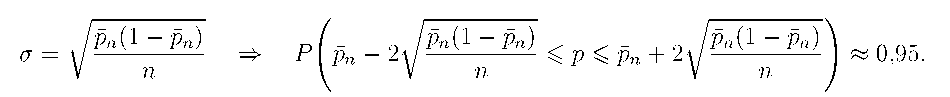 σ = √(p̄ₙ(1 − p̄ₙ)/n) ⇒ P(p̄ₙ − 2√(p̄ₙ(1 − p̄ₙ)/n) ⩽ p ⩽ p̄ₙ + 2√(p̄ₙ(1 − p̄ₙ)/n)) ≈ 0,95.